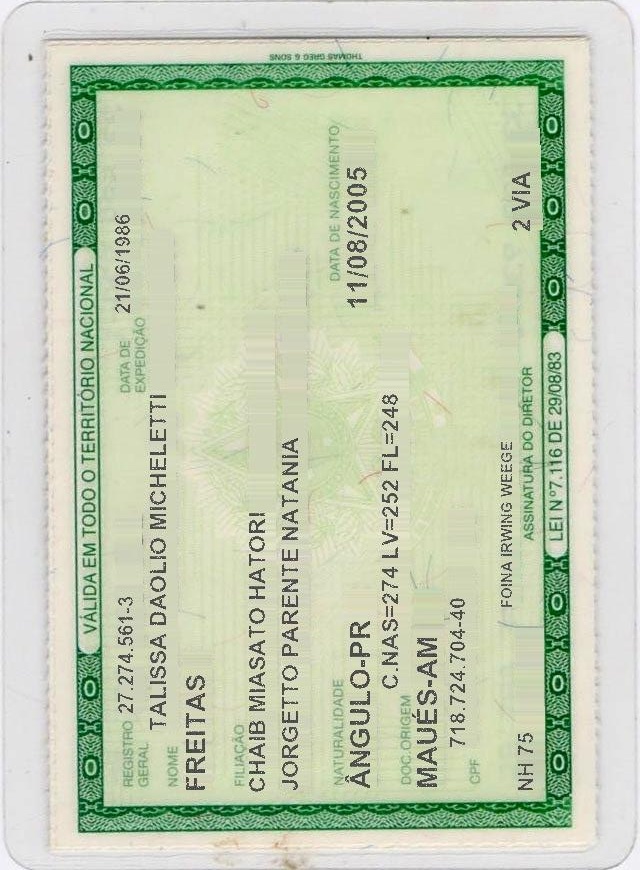 THOMAS GREG & SONS
VÁLIDA EM TODO O TERRITÓRIO NACIONAL
REGISTRO GERAL 27.274.561-3 DATA DE EXPEDIÇÃO 21/06/1986
TALISSA DAOLIO MICHELETTI
NOME
FREITAS
FILIAÇÃO
CHAIB MIASATO HATORI
JORGETTO PARENTE NATANIA
NATURALIDADE DATA DE NASCIMENTO
ÂNGULO-PR 11/08/2005
C.NAS=274 LV=252 FL=248
DOC.ORIGEM
MAUÉS-AM
718.724.704-40
CPF
FOINA IRWING WEEGE
NH 75 2 VIA
ASSINATURA DO DIRETOR
LEI Nº7.116 DE 29/08/83